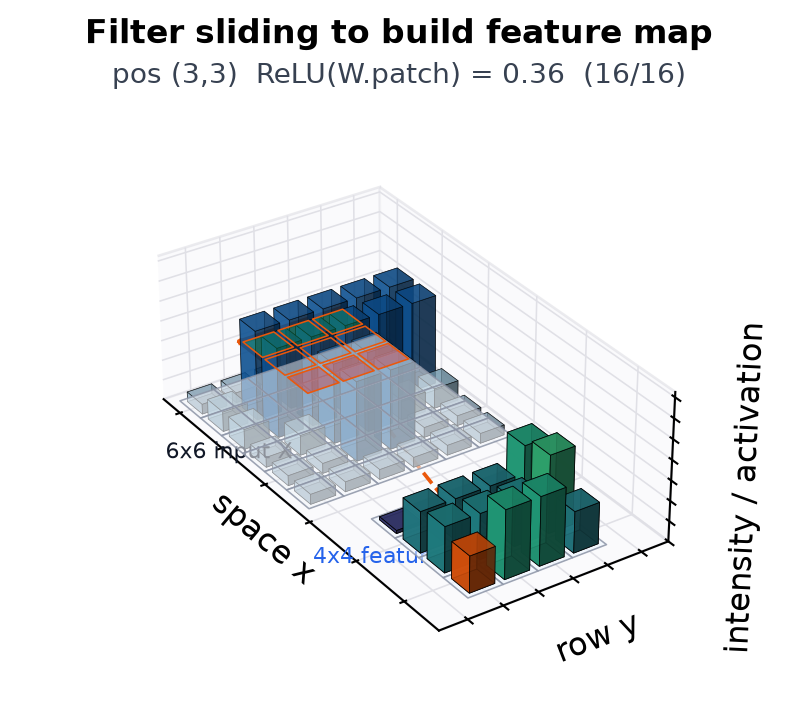 Filter sliding to build feature map
pos (3,3)  ReLU(W.patch) = 0.36  (16/16)
6x6 input X
4x4 featur
space x
row y
intensity / activation